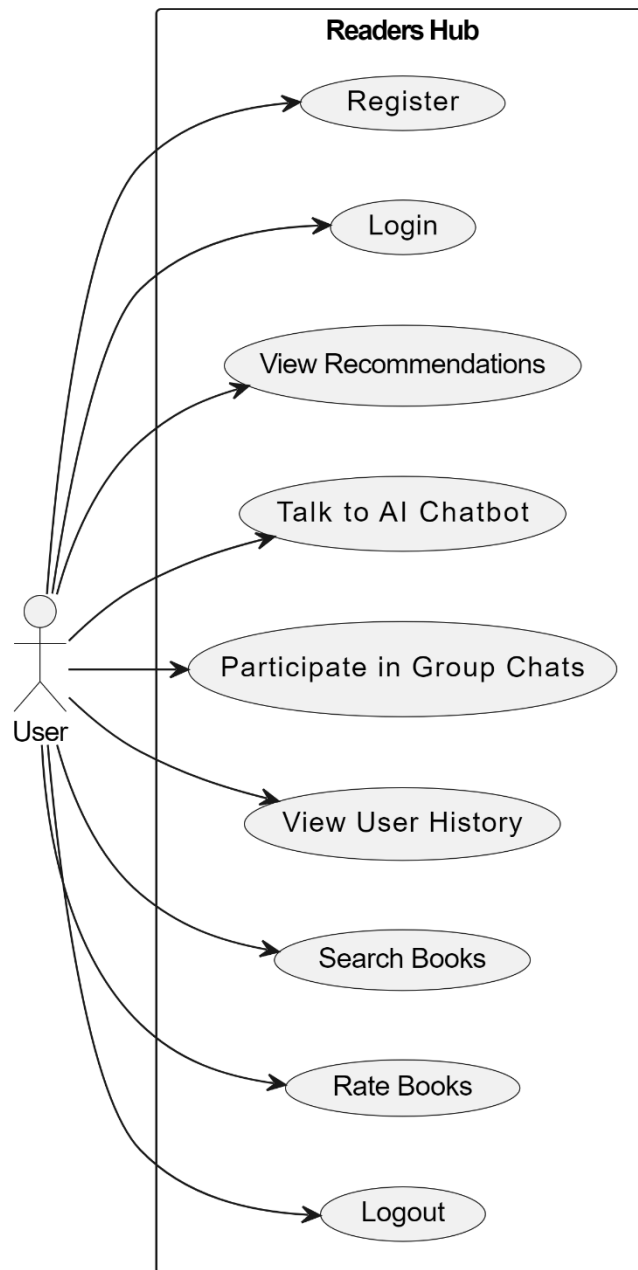 Readers Hub
Register
Login
View Recommendations
Talk to AI Chatbot
Participate in Group Chats
User
View User History
Search Books
Rate Books
Logout